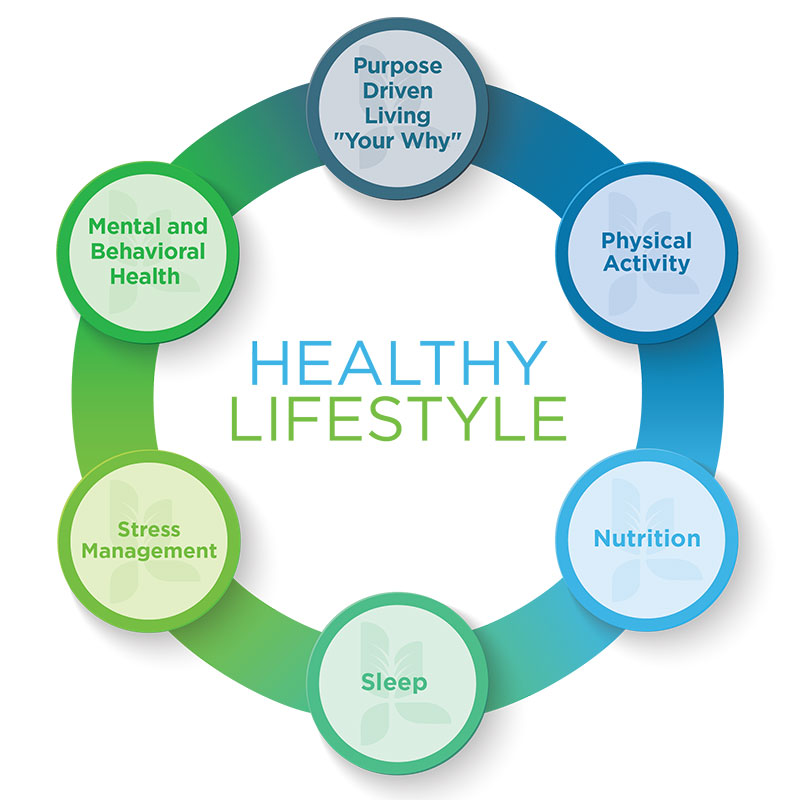 Purpose
Driven
Living
"Your Why"
Mental and
Behavioral
Health
Physical
Activity
HEALTHY
LIFESTYLE
Stress
Management
Nutrition
Sleep